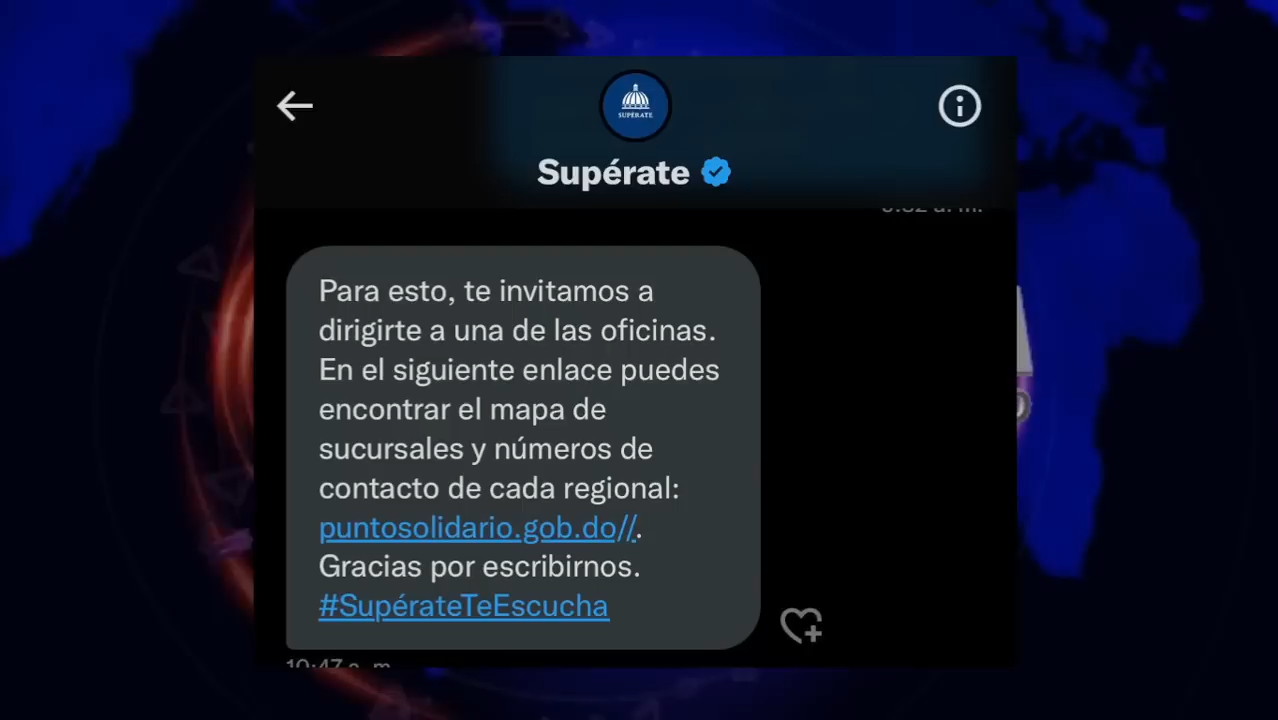 SUPÉRATE
Supérate
Para esto, te invitamos a
dirigirte a una de las oficinas.
En el siguiente enlace puedes
encontrar el mapa de
sucursales y números de
contacto de cada regional:
puntosolidario.gob.do//.
Gracias por escribirnos.
#SupérateTeEscucha